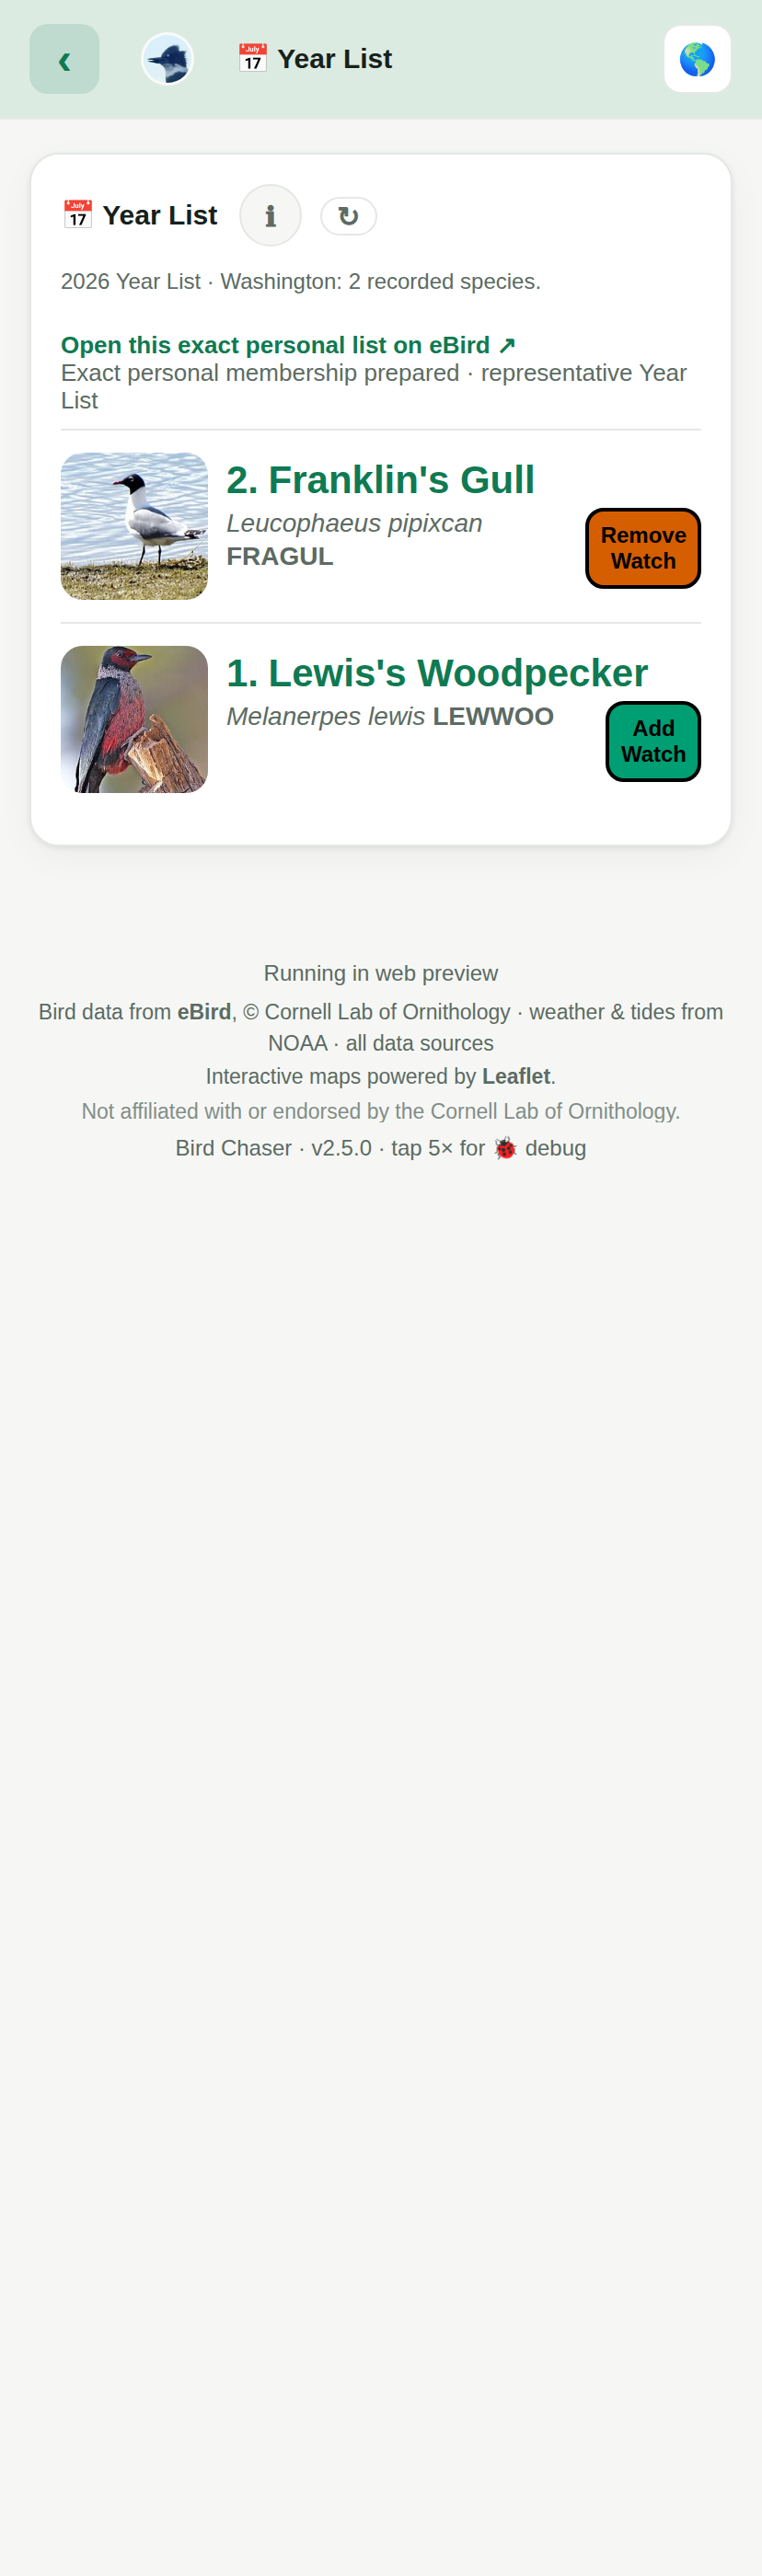 ‹ 📅 Year List 🌎
📅 Year List ℹ ↻
2026 Year List · Washington: 2 recorded species.
Open this exact personal list on eBird ↗
Exact personal membership prepared · representative Year
List
2. Franklin's Gull
Leucophaeus pipixcan
FRAGUL
Remove
Watch
1. Lewis's Woodpecker
Melanerpes lewis LEWWOO
Add
Watch
Running in web preview
Bird data from eBird, © Cornell Lab of Ornithology · weather & tides from
NOAA · all data sources
Interactive maps powered by Leaflet.
Not affiliated with or endorsed by the Cornell Lab of Ornithology.
Bird Chaser · v2.5.0 · tap 5× for 🐞 debug